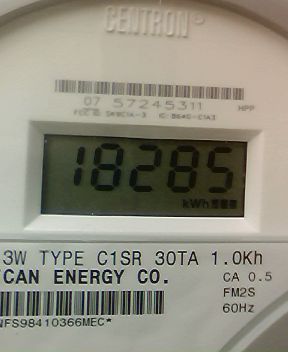 CENTRON®
07 57245311 HPP
18285
kWh
3W TYPE C1SR 30TA 1.0Kh
CAN ENERGY CO. CA 0.5
FM2S
NFS98410366MEC* 60Hz